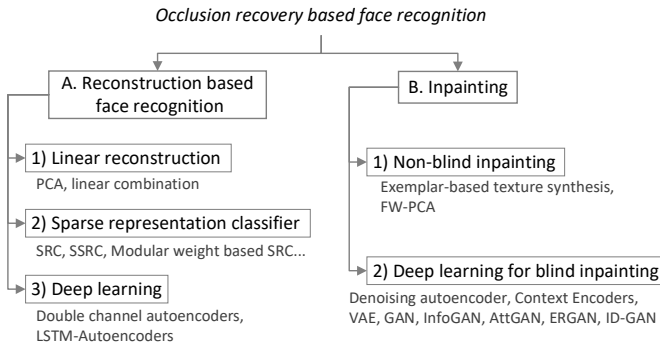 Occlusion recovery based face recognition
A. Reconstruction based
face recognition
1) Linear reconstruction
PCA, linear combination
2) Sparse representation classifier
SRC, SSRC, Modular weight based SRC...
3) Deep learning
Double channel autoencoders,
LSTM-Autoencoders
B. Inpainting
1) Non-blind inpainting
Exemplar-based texture synthesis,
FW-PCA
2) Deep learning for blind inpainting
Denoising autoencoder, Context Encoders,
VAE, GAN, InfoGAN, AttGAN, ERGAN, ID-GAN